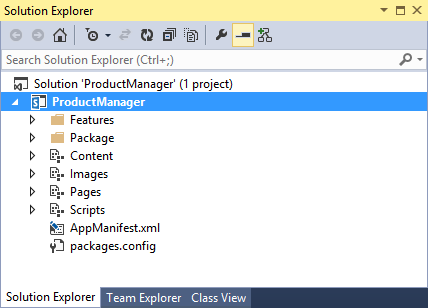 Solution Explorer
Search Solution Explorer (Ctrl+;)
Solution 'ProductManager' (1 project)
ProductManager
Features
Package
Content
Images
Pages
Scripts
AppManifest.xml
packages.config
Solution Explorer Team Explorer Class View